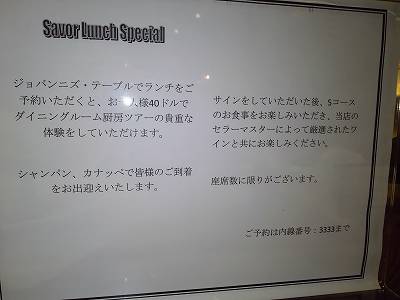 Savor Lunch Special
ジョバンニズ・テーブルでランチをご
予約いただくと、お 人様40ドルで
ダイニングルーム厨房ツアーの貴重な
体験をしていただけます。
シャンパン、カナッペで皆様のご到着
をお出迎えいたします。
サインをしていただいた後、5コース
のお食事をお楽しみいただき、当店の
セラーマスターによって厳選されたワ
インと共にお楽しみください。
座席数に限りがございます。
ご予約は内線番号：3333まで